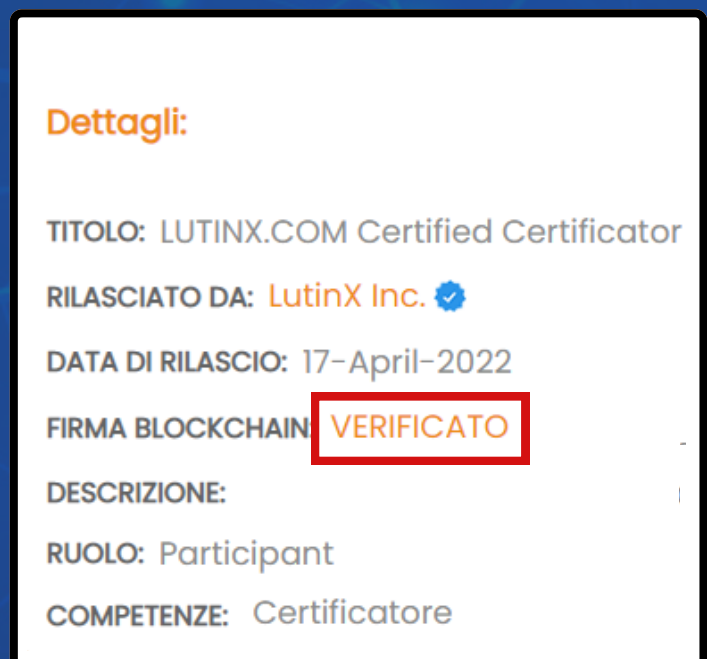 Dettagli:
TITOLO: LUTINX.COM Certified Certificator
RILASCIATO DA: LutinX Inc.
DATA DI RILASCIO: 17-April-2022
FIRMA BLOCKCHAIN: VERIFICATO
DESCRIZIONE:
RUOLO: Participant
COMPETENZE: Certificatore